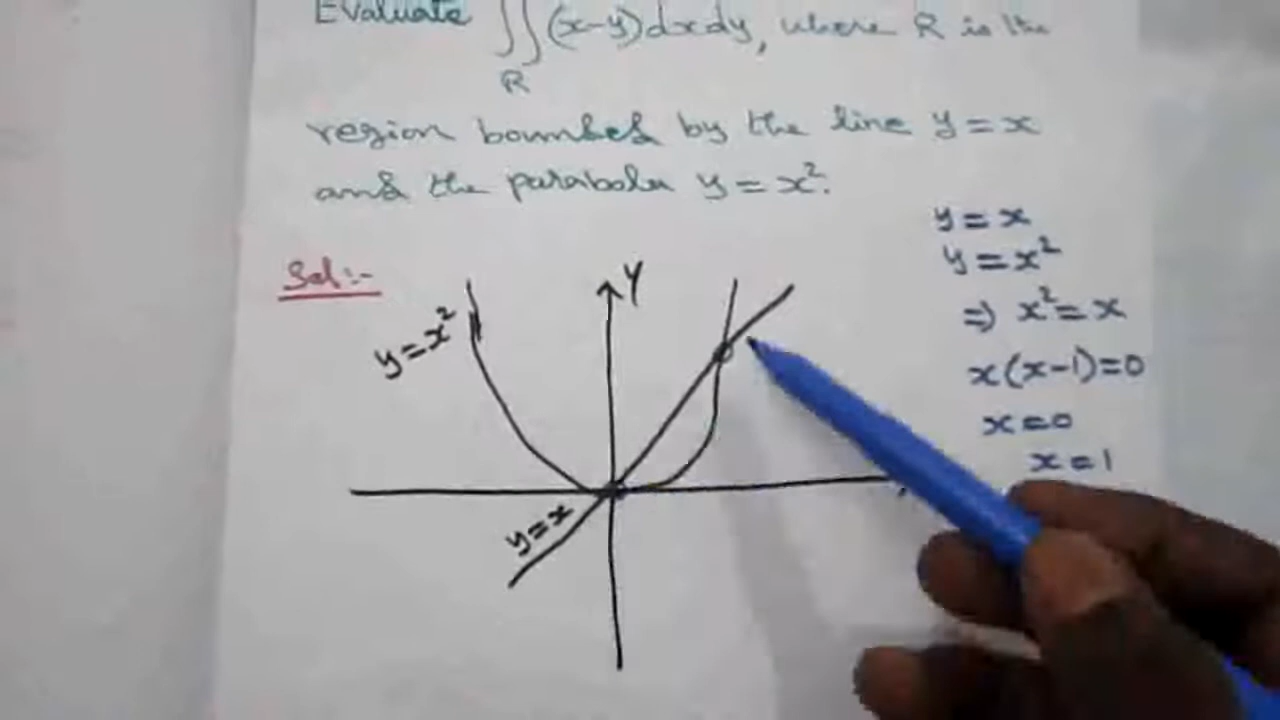 Evaluate ∬_R (x-y)dxdy, where R is the
region bounded by the line y = x
and the parabola y = x².
Sol:-
y = x
y = x²
⇒ x² = x
x(x-1)=0
x=0
x=1
Y
y=x²
y=x